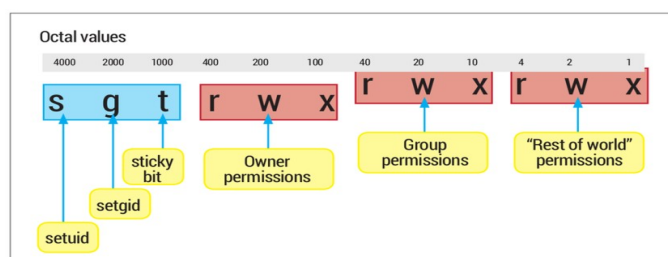 Octal values
4000 2000 1000 400 200 100 40 20 10 4 2 1
s g t r w x r w x r w x
sticky bit
Owner permissions
Group permissions
“Rest of world” permissions
setgid
setuid